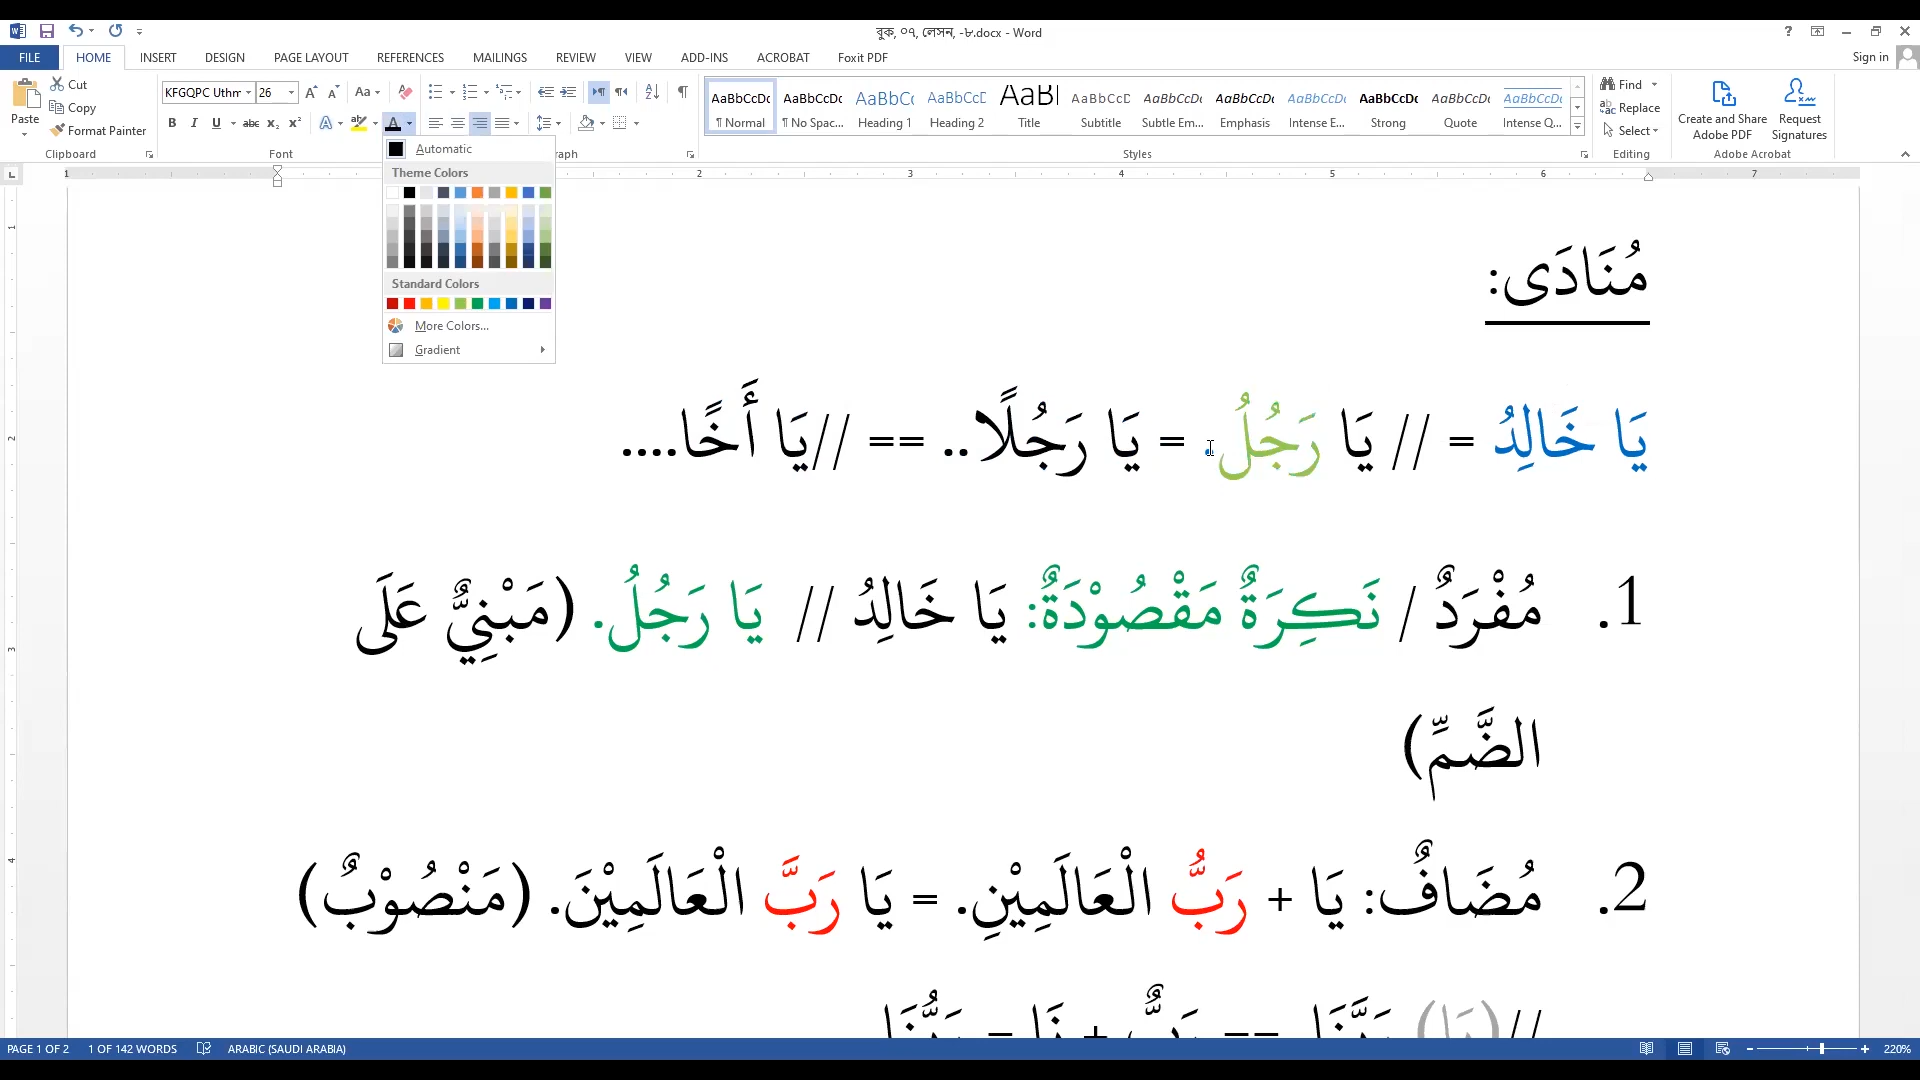 বুক, ০৭, লেসন, -৮.docx - Word
Sign in
FILE HOME INSERT DESIGN PAGE LAYOUT REFERENCES MAILINGS REVIEW VIEW ADD-INS ACROBAT Foxit PDF
Paste
Cut
Copy
Format Painter
Clipboard
KFGQPC Uthm 26
Font
Paragraph
AaBbCcDc ¶ Normal
AaBbCcDc ¶ No Spac...
AaBbCc Heading 1
AaBbCcD Heading 2
AaBl Title
AaBbCcD Subtitle
AaBbCcDc Subtle Em...
AaBbCcDc Emphasis
AaBbCcDc Intense E...
AaBbCcDc Strong
AaBbCcDc Quote
AaBbCcDc Intense Q...
Styles
Find
Replace
Select
Editing
Create and Share Adobe PDF
Request Signatures
Adobe Acrobat
Automatic
Theme Colors
Standard Colors
More Colors...
Gradient
مُنَادَى:
يَا خَالِدُ = // يَا رَجُلُ. = يَا رَجُلًا.. == //يَا أَخًا....
1. مُفْرَدٌ / نَكِرَةٌ مَقْصُوْدَةٌ: يَا خَالِدُ // يَا رَجُلُ. (مَبْنِيٌّ عَلَى
الضَّمِّ)
2. مُضَافٌ: يَا + رَبُّ الْعَالَمِيْنِ. = يَا رَبَّ الْعَالَمِيْنَ. (مَنْصُوْبٌ)
//(يَا) رَبَّنَا == رَبٌّ + نَا = رَبُّنَا
PAGE 1 OF 2 1 OF 142 WORDS ARABIC (SAUDI ARABIA) 220%